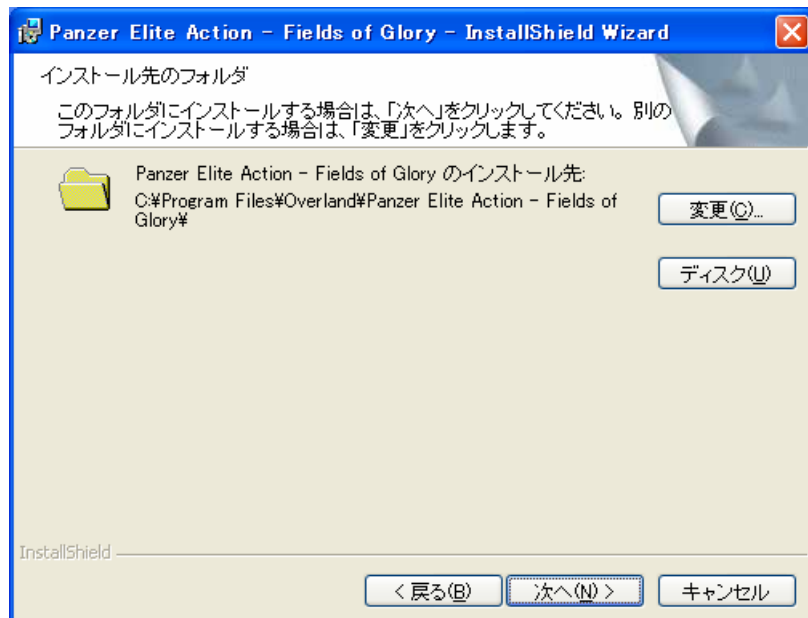 Panzer Elite Action - Fields of Glory - InstallShield Wizard
インストール先のフォルダ
このフォルダにインストールする場合は、「次へ」をクリックしてください。別の
フォルダにインストールする場合は、「変更」をクリックします。
Panzer Elite Action - Fields of Glory のインストール先:
C:¥Program Files¥Overland¥Panzer Elite Action - Fields of
Glory¥
変更(C)...
ディスク(U)
InstallShield
< 戻る(B)
次へ(N) >
キャンセル